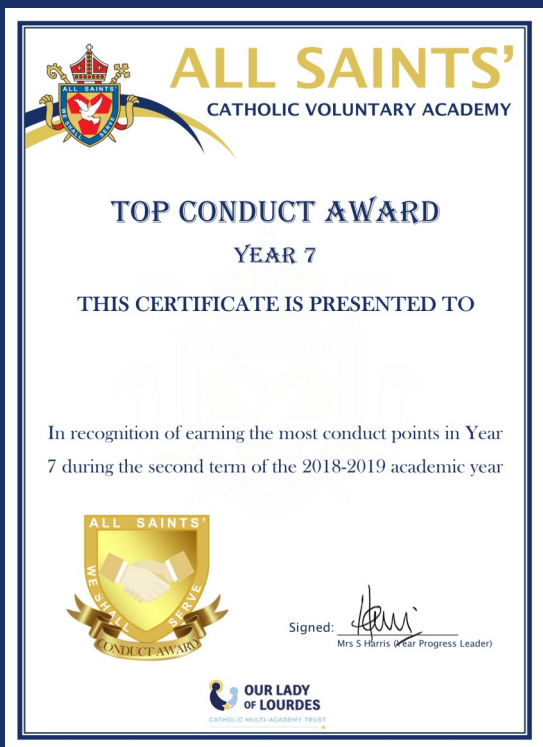 ALL SAINTS'
WE SHALL SERVE
ALL SAINTS'
CATHOLIC VOLUNTARY ACADEMY
TOP CONDUCT AWARD
YEAR 7
THIS CERTIFICATE IS PRESENTED TO
In recognition of earning the most conduct points in Year
7 during the second term of the 2018-2019 academic year
ALL SAINTS'
WE SHALL SERVE
CONDUCT AWARD
Signed:
Mrs S Harris (Year Progress Leader)
OUR LADY
OF LOURDES
CATHOLIC MULTI-ACADEMY TRUST